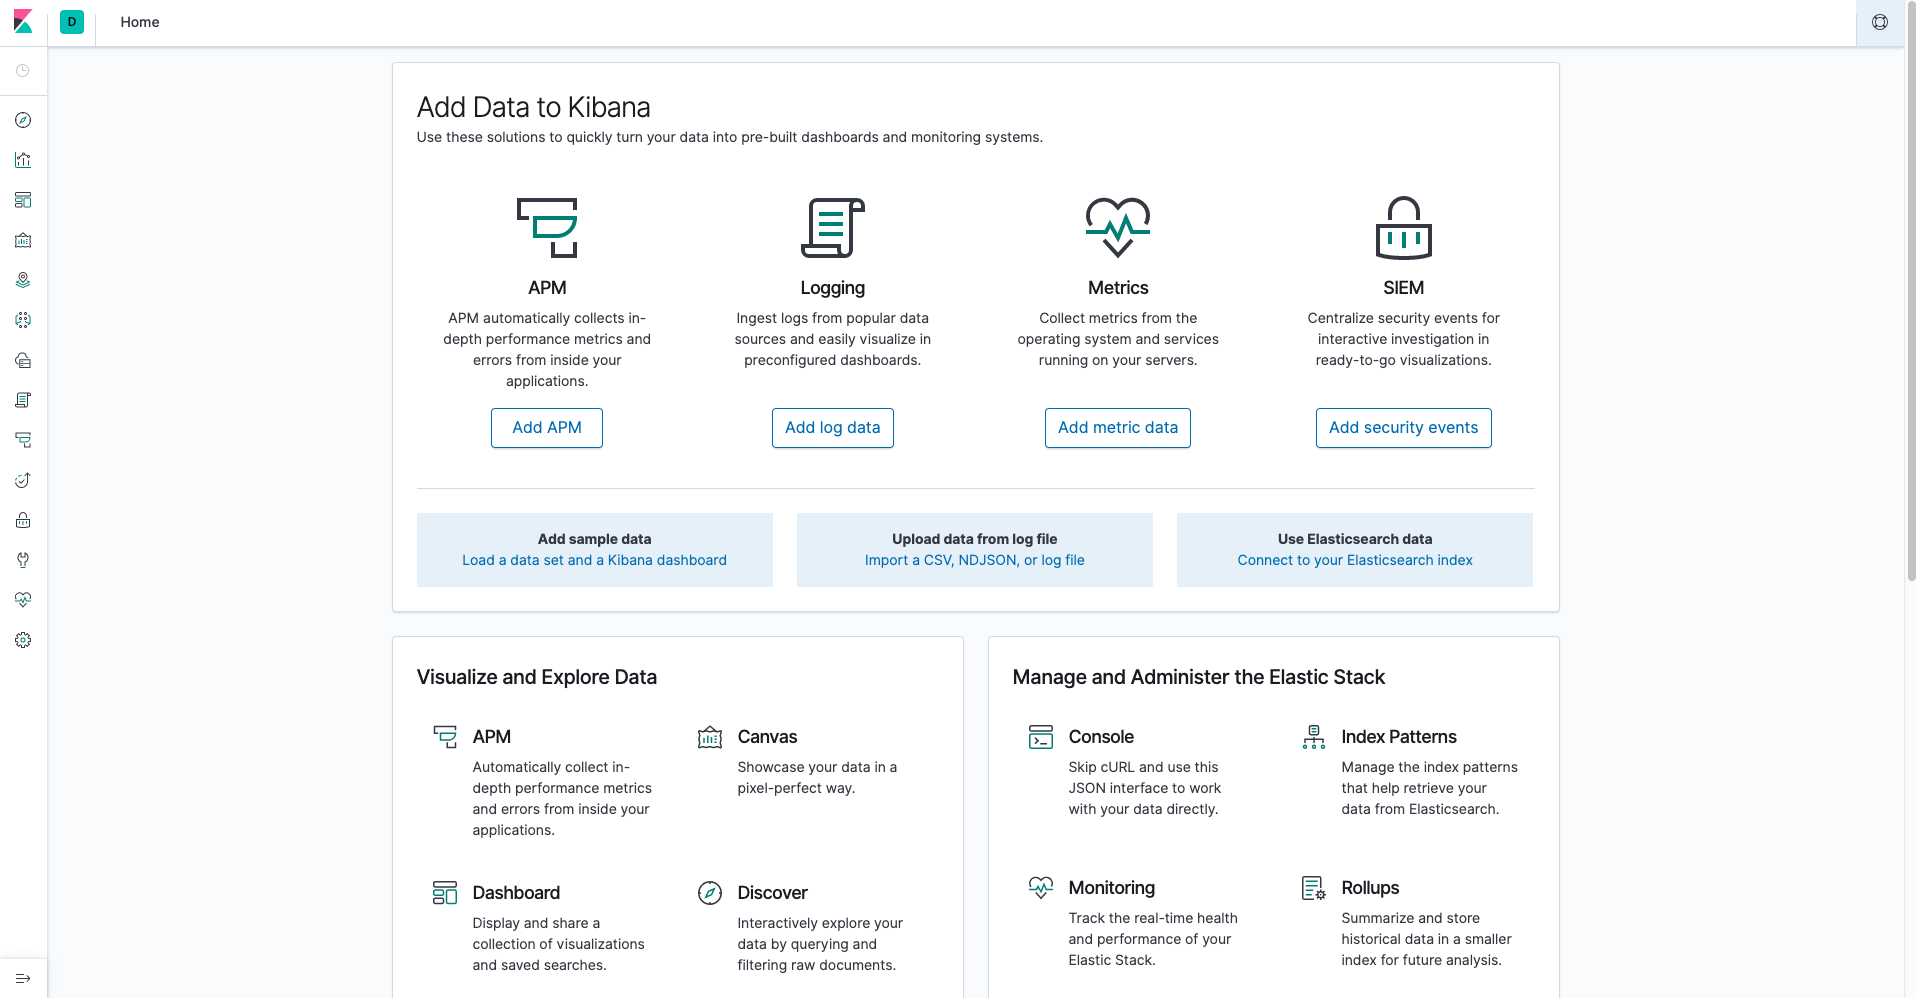 D
Home
Add Data to Kibana
Use these solutions to quickly turn your data into pre-built dashboards and monitoring systems.
APM
APM automatically collects in-
depth performance metrics and
errors from inside your
applications.
Add APM
Logging
Ingest logs from popular data
sources and easily visualize in
preconfigured dashboards.
Add log data
Metrics
Collect metrics from the
operating system and services
running on your servers.
Add metric data
SIEM
Centralize security events for
interactive investigation in
ready-to-go visualizations.
Add security events
Add sample data
Load a data set and a Kibana dashboard
Upload data from log file
Import a CSV, NDJSON, or log file
Use Elasticsearch data
Connect to your Elasticsearch index
Visualize and Explore Data
APM
Automatically collect in-
depth performance metrics
and errors from inside your
applications.
Canvas
Showcase your data in a
pixel-perfect way.
Dashboard
Display and share a
collection of visualizations
and saved searches.
Discover
Interactively explore your
data by querying and
filtering raw documents.
Manage and Administer the Elastic Stack
Console
Skip cURL and use this
JSON interface to work
with your data directly.
Index Patterns
Manage the index patterns
that help retrieve your
data from Elasticsearch.
Monitoring
Track the real-time health
and performance of your
Elastic Stack.
Rollups
Summarize and store
historical data in a smaller
index for future analysis.